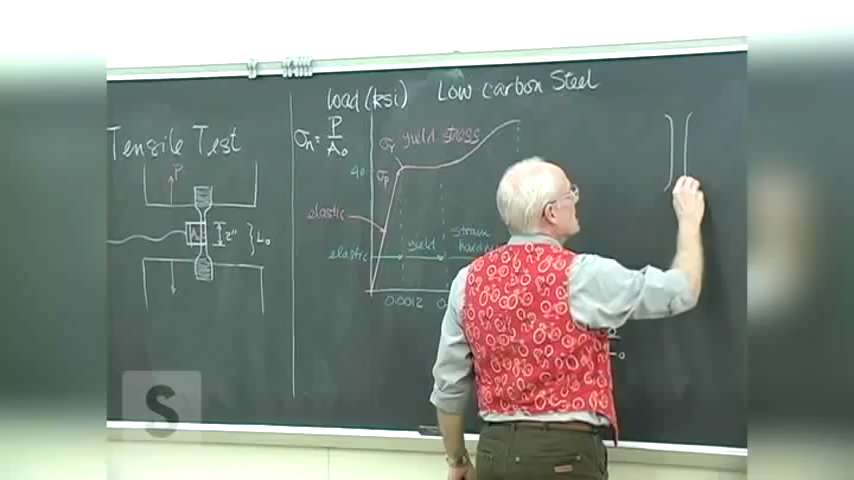 Tensile Test
P
A₀
2"
L₀
load (ksi)
Low carbon Steel
σn = P
A₀
σy yield stress
40
σp
elastic
elastic
yield
strain
0.0012
S